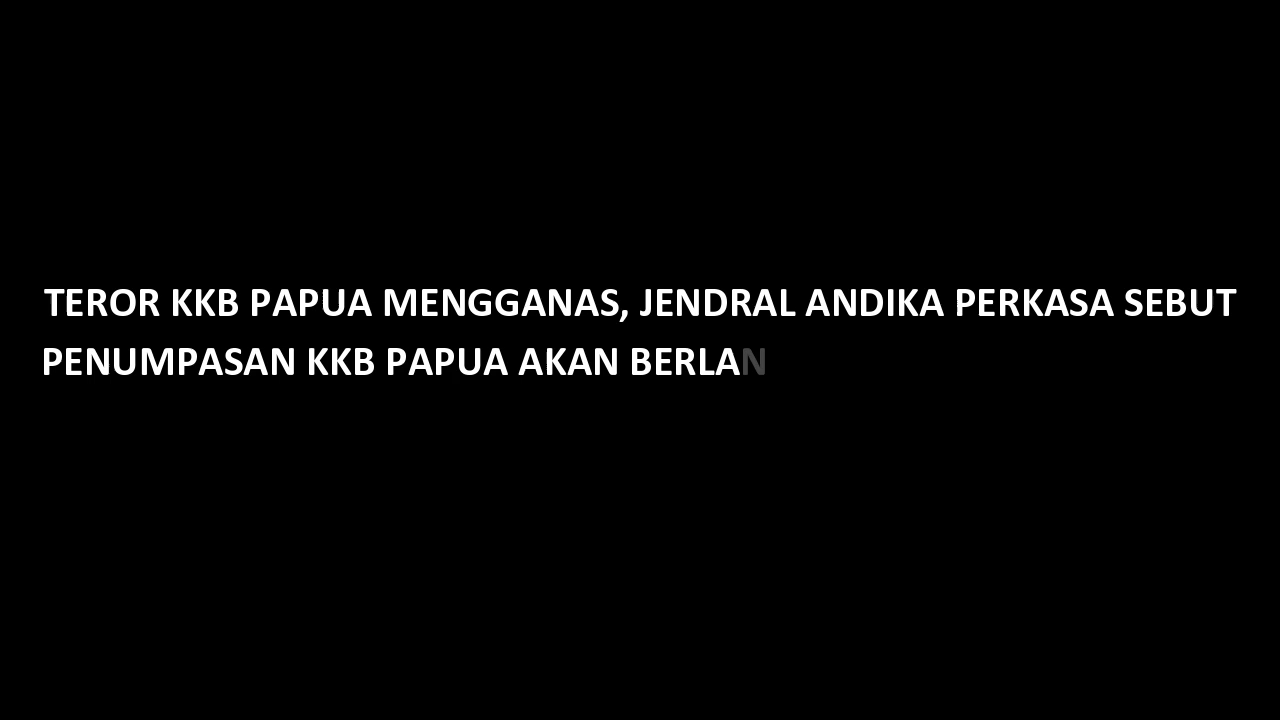 TEROR KKB PAPUA MENGGANAS, JENDRAL ANDIKA PERKASA SEBUT
PENUMPASAN KKB PAPUA AKAN BERLAN